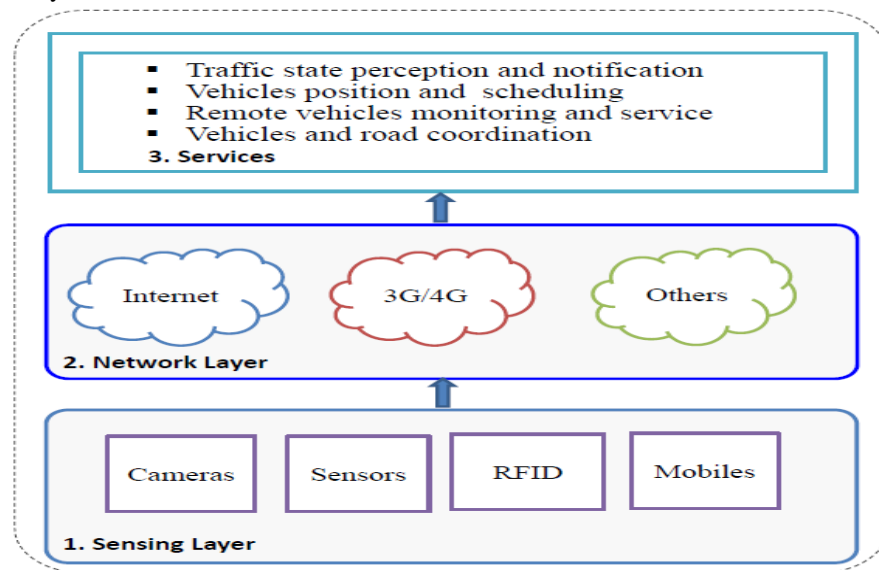 ▪ Traffic state perception and notification
▪ Vehicles position and scheduling
▪ Remote vehicles monitoring and service
▪ Vehicles and road coordination
3. Services
Internet
3G/4G
Others
2. Network Layer
Cameras
Sensors
RFID
Mobiles
1. Sensing Layer